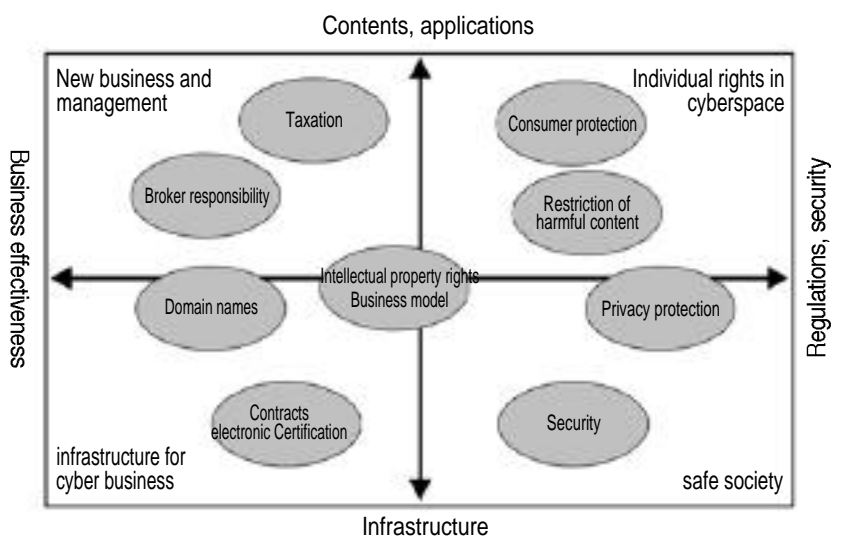 Contents, applications
New business and
management
Individual rights in
cyberspace
Taxation
Consumer protection
Broker responsibility
Restriction of
harmful content
Business effectiveness
Regulations, security
Intellectual property rights
Business model
Domain names
Privacy protection
Contracts
electronic Certification
Security
infrastructure for
cyber business
safe society
Infrastructure